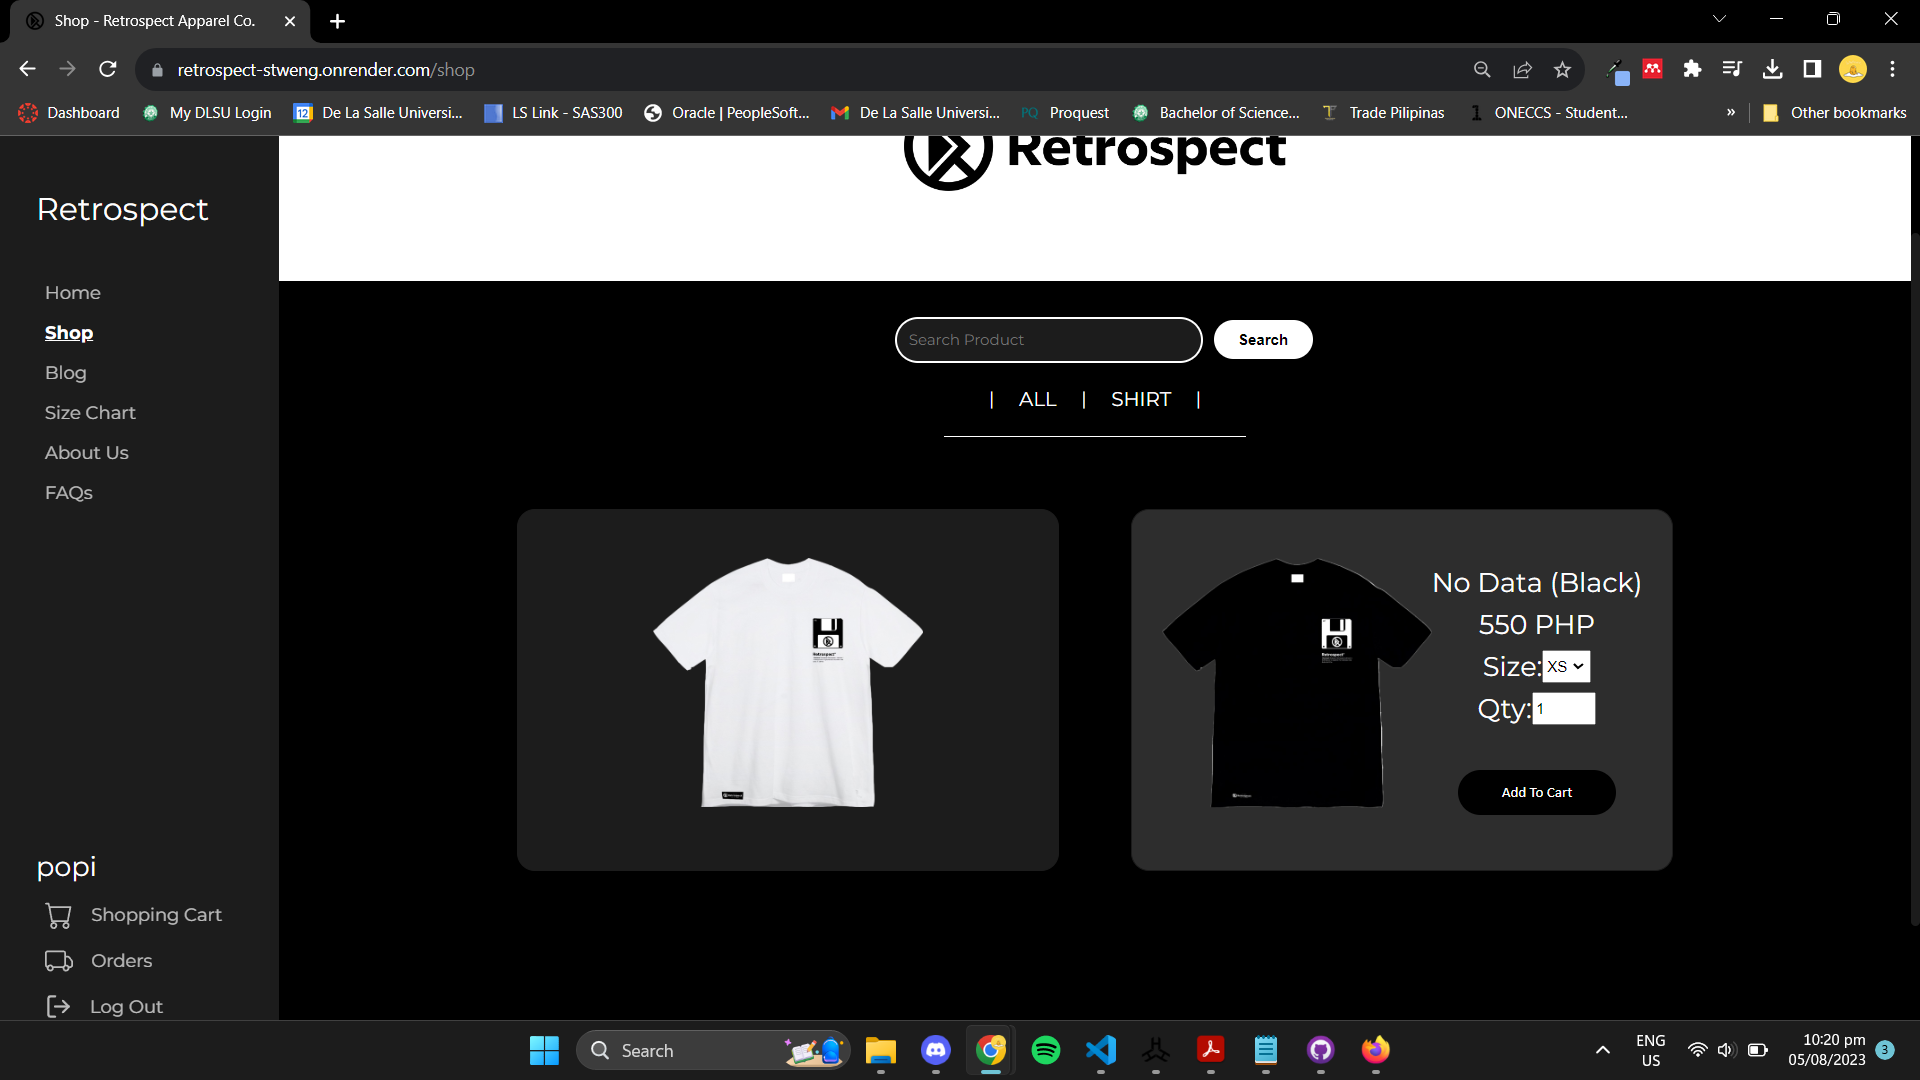 Shop - Retrospect Apparel Co.
retrospect-stweng.onrender.com/shop
Dashboard
My DLSU Login
12
De La Salle Universi...
LS Link - SAS300
Oracle | PeopleSoft...
De La Salle Universi...
PQ
Proquest
Bachelor of Science...
Trade Pilipinas
1
ONECCS - Student...
»
Other bookmarks
Retrospect
Retrospect
Home
Shop
Blog
Size Chart
About Us
FAQs
Search Product
Search
| ALL | SHIRT |
Retrospect
No Data (Black)
550 PHP
Size: XS
Qty: 1
Add To Cart
popi
Shopping Cart
Orders
Log Out
Search
ENG
US
10:20 pm
05/08/2023
3